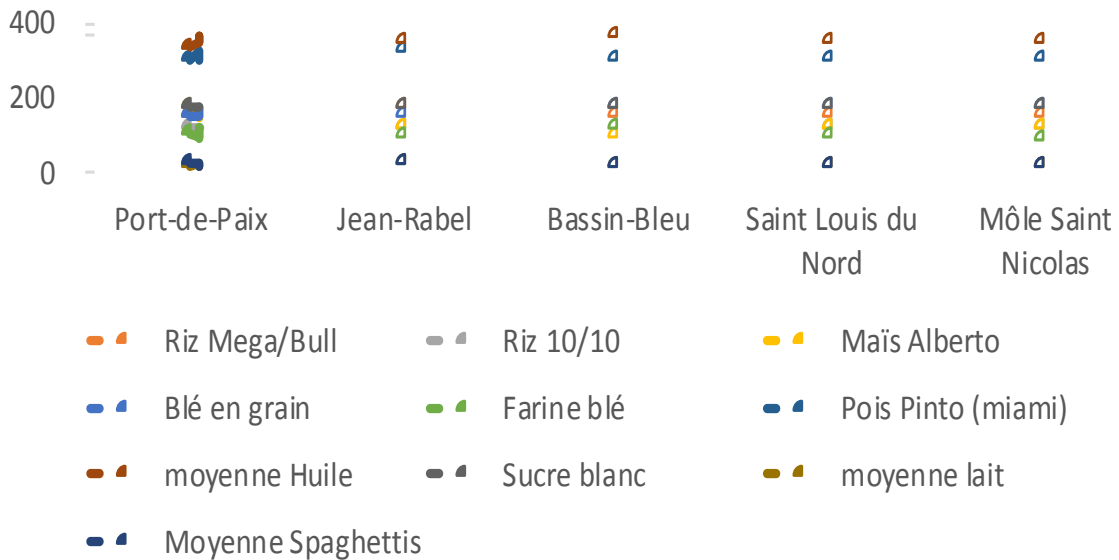 400
200
0
Port-de-Paix
Jean-Rabel
Bassin-Bleu
Saint Louis du
Nord
Môle Saint
Nicolas
Riz Mega/Bull
Riz 10/10
Maïs Alberto
Blé en grain
Farine blé
Pois Pinto (miami)
moyenne Huile
Sucre blanc
moyenne lait
Moyenne Spaghettis